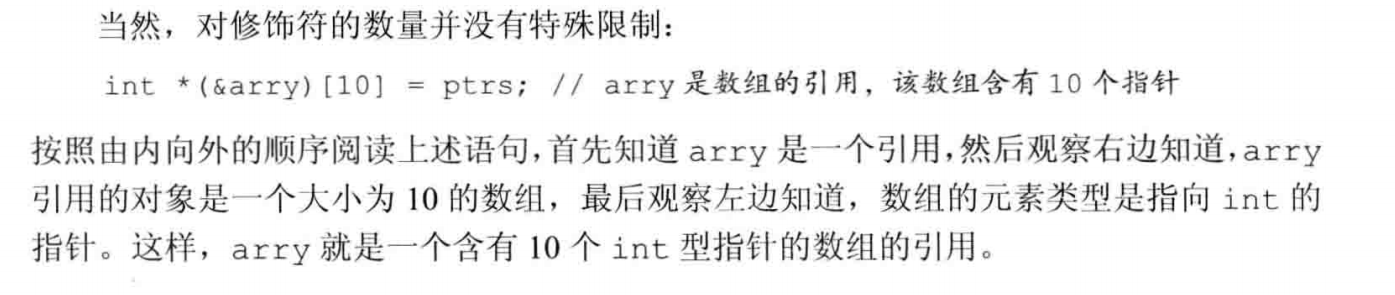 当然，对修饰符的数量并没有特殊限制：
int *(&arry)[10] = ptrs; // arry 是数组的引用，该数组含有 10 个指针
按照由内向外的顺序阅读上述语句，首先知道 arry 是一个引用，然后观察右边知道，arry
引用的对象是一个大小为 10 的数组，最后观察左边知道，数组的元素类型是指向 int 的
指针。这样，arry 就是一个含有 10 个 int 型指针的数组的引用。